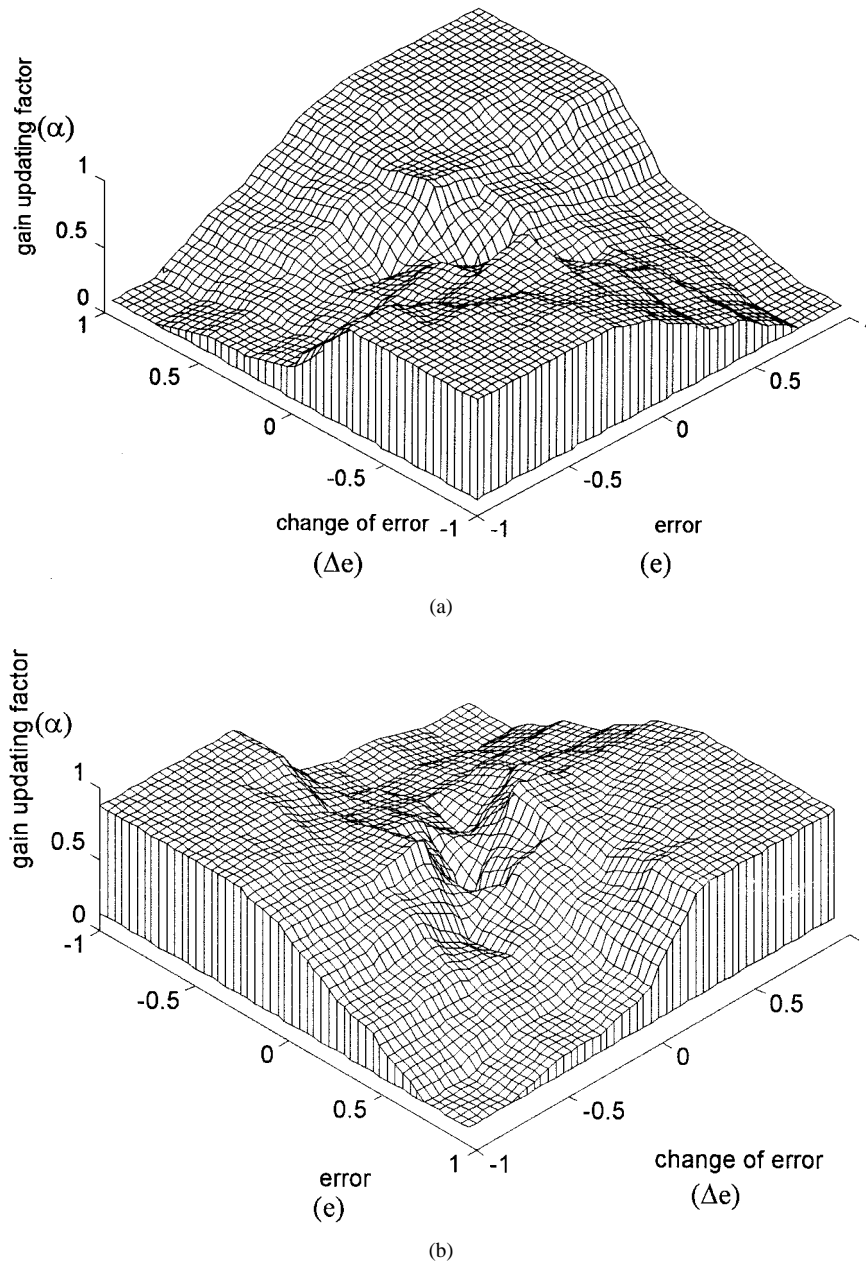 gain updating factor
(α)
1
0.5
0
1
0.5
0
-0.5
-1
-1
-0.5
0
0.5
change of error
(Δe)
error
(e)
(a)
gain updating factor
(α)
1
0.5
0
-1
-0.5
0
0.5
1
-1
-0.5
0
0.5
error
(e)
change of error
(Δe)
(b)